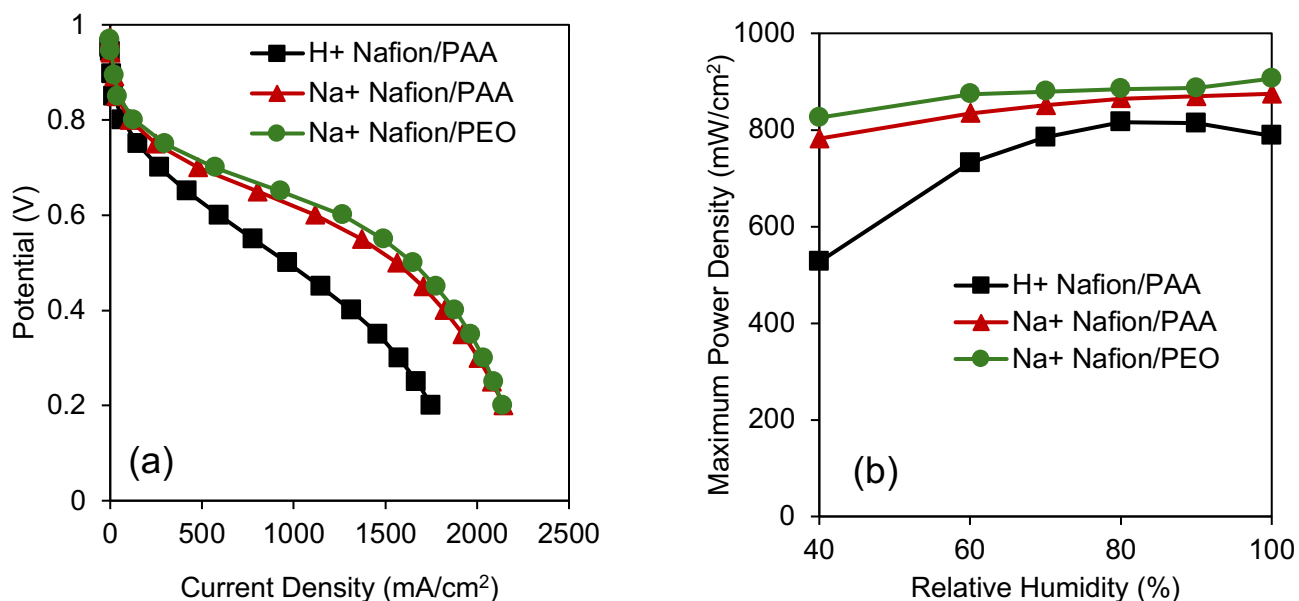 Potential (V)
1
0.8
0.6
0.4
0.2
0
H+ Nafion/PAA
Na+ Nafion/PAA
Na+ Nafion/PEO
(a)
0 500 1000 1500 2000 2500
Current Density (mA/cm²)
Maximum Power Density (mW/cm²)
1000
800
600
400
200
0
H+ Nafion/PAA
Na+ Nafion/PAA
Na+ Nafion/PEO
(b)
40 60 80 100
Relative Humidity (%)